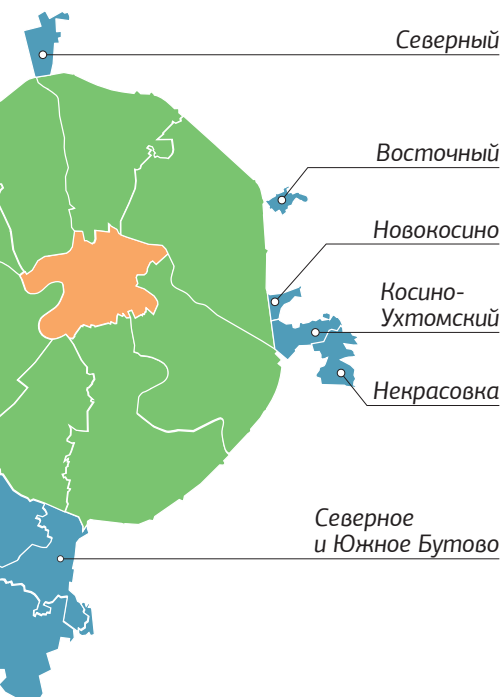 Северный
Восточный
Новокосино
Косино-
Ухтомский
Некрасовка
Северное
и Южное Бутово